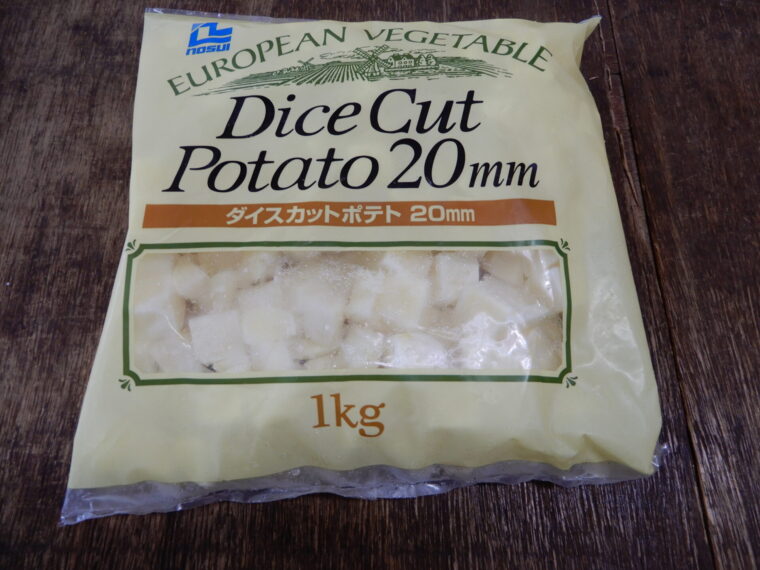 nosui
EUROPEAN VEGETABLE
Dice Cut
Potato 20mm
ダイスカットポテト 20mm
1kg